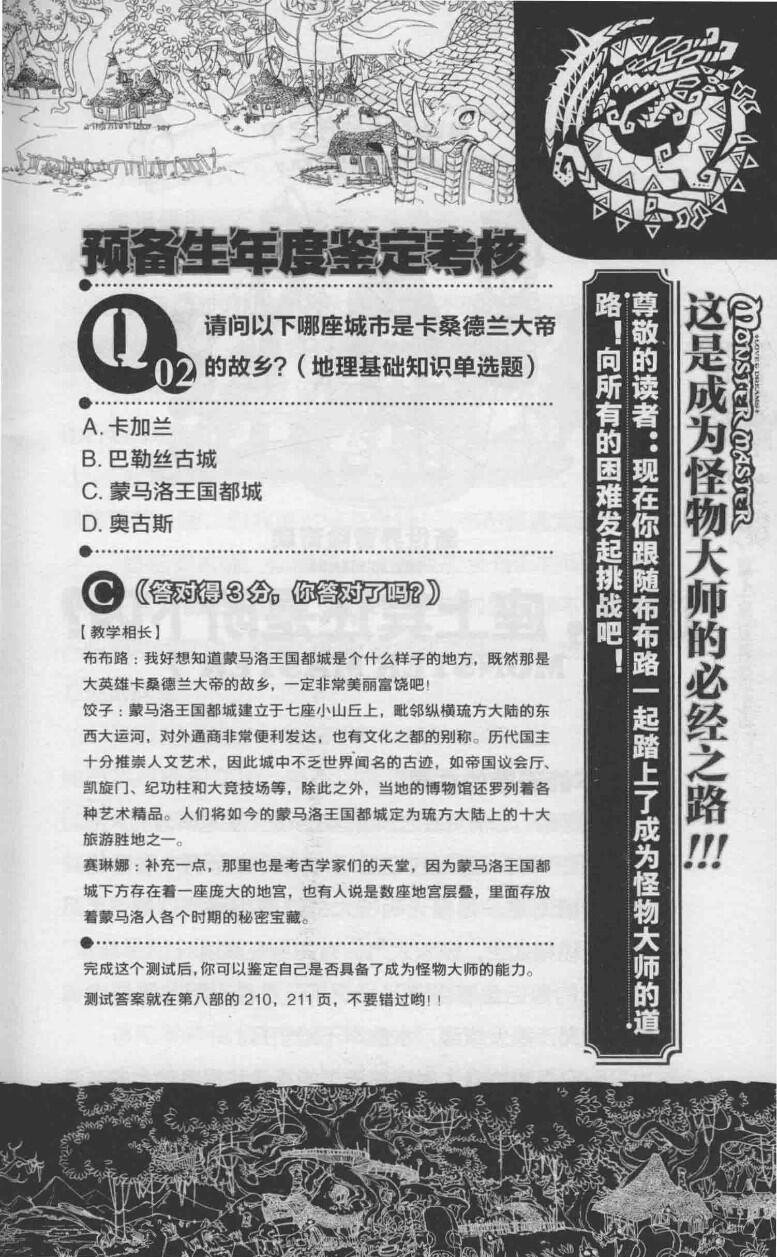 预备生年度鉴定考核
Q 02
请问以下哪座城市是卡桑德兰大帝
的故乡?(地理基础知识单选题)
A. 卡加兰
B. 巴勒丝古城
C. 蒙马洛王国都城
D. 奥古斯
C 《答对得3分,你答对了吗?》
【教学相长】
布布路:我好想知道蒙马洛王国都城是个什么样子的地方,既然那是
大英雄卡桑德兰大帝的故乡,一定非常美丽富饶吧!
饺子:蒙马洛王国都城建立于七座小山丘上,毗邻纵横琉方大陆的东
西大运河,对外通商非常便利发达,也有文化之都的别称。历代国主
十分推崇人文艺术,因此城中不乏世界闻名的古迹,如帝国议会厅、
凯旋门、纪功柱和大竞技场等,除此之外,当地的博物馆还罗列着各
种艺术精品。人们将如今的蒙马洛王国都城定为琉方大陆上的十大
旅游胜地之一。
赛琳娜:补充一点,那里也是考古学家们的天堂,因为蒙马洛王国都
城下方存在着一座庞大的地宫,也有人说是数座地宫层叠,里面存放
着蒙马洛人各个时期的秘密宝藏。
完成这个测试后,你可以鉴定自己是否具备了成为怪物大师的能力。
测试答案就在第八部的210,211页,不要错过哟!!
MONSTER MASTER
这是成为怪物大师的必经之路!!!
尊敬的读者:现在你跟随布布路一起踏上了成为怪物大师的道
路!向所有的困难发起挑战吧!